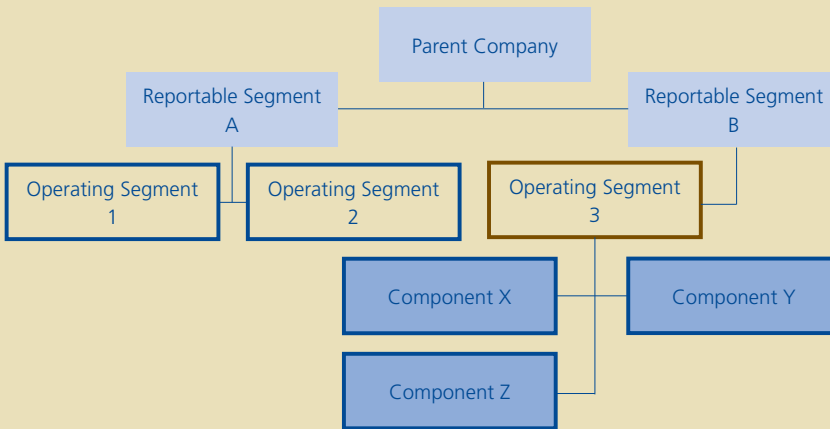 Parent Company
Reportable Segment
A
Reportable Segment
B
Operating Segment
1
Operating Segment
2
Operating Segment
3
Component X
Component Y
Component Z